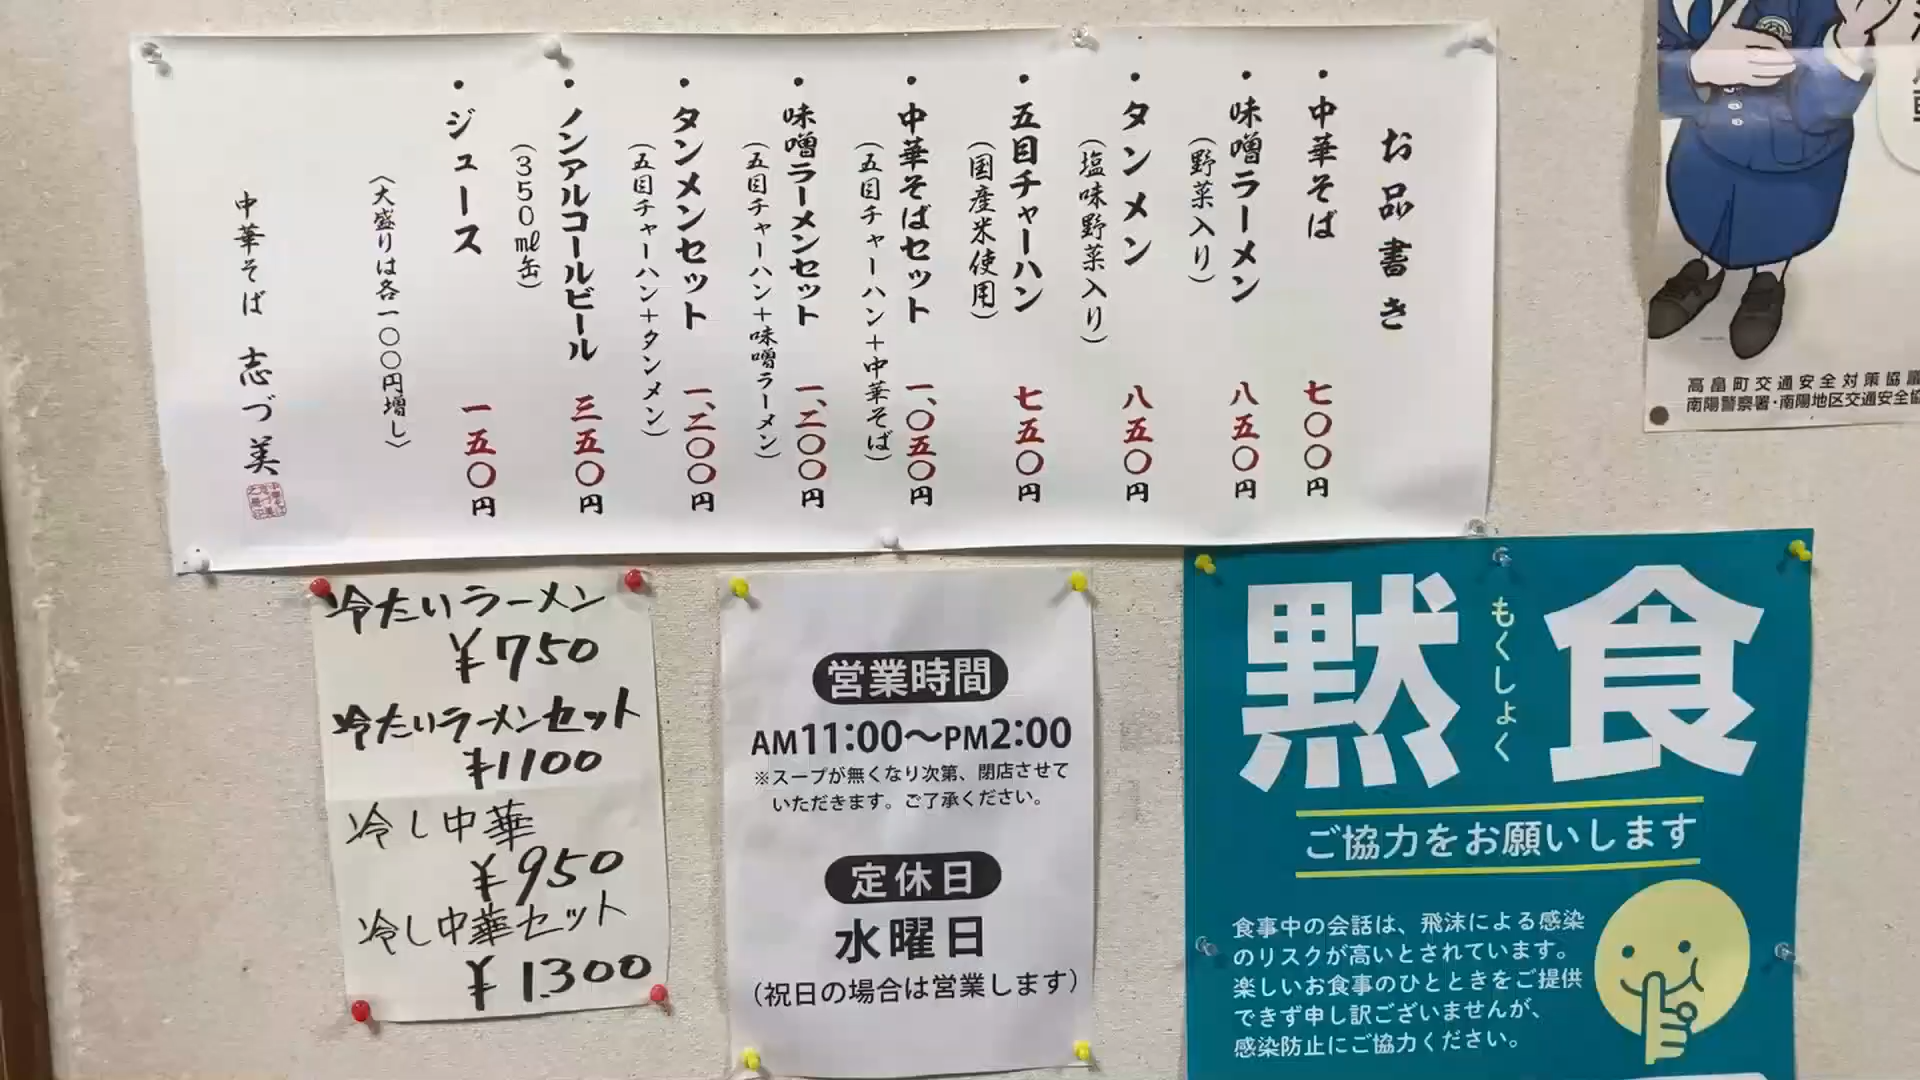 お品書き
・中華そば 七〇〇円
・味噌ラーメン 八五〇円
(野菜入り)
・タンメン 八五〇円
(塩味野菜入り)
・五目チャーハン 七五〇円
(国産米使用)
・中華そばセット 一、〇五〇円
(五目チャーハン+中華そば)
・味噌ラーメンセット 一、二〇〇円
(五目チャーハン+味噌ラーメン)
・タンメンセット 一、二〇〇円
(五目チャーハン+タンメン)
・ノンアルコールビール 三五〇円
(350㎖缶)
・ジュース 一五〇円
〈大盛りは各一〇〇円増し〉
中華そば 志づ美
冷たいラーメン
¥750
冷たいラーメンセット
¥1100
冷し中華
¥950
冷し中華セット
¥1300
営業時間
AM11:00〜PM2:00
※スープが無くなり次第、閉店させて
いただきます。ご了承ください。
定休日
水曜日
(祝日の場合は営業します)
黙食
もくしょく
ご協力をお願いします
食事中の会話は、飛沫による感染
のリスクが高いとされています。
楽しいお食事のひとときをご提供
できず申し訳ございませんが、
感染防止にご協力ください。
高畠町交通安全対策協議
南陽警察署・南陽地区交通安全協